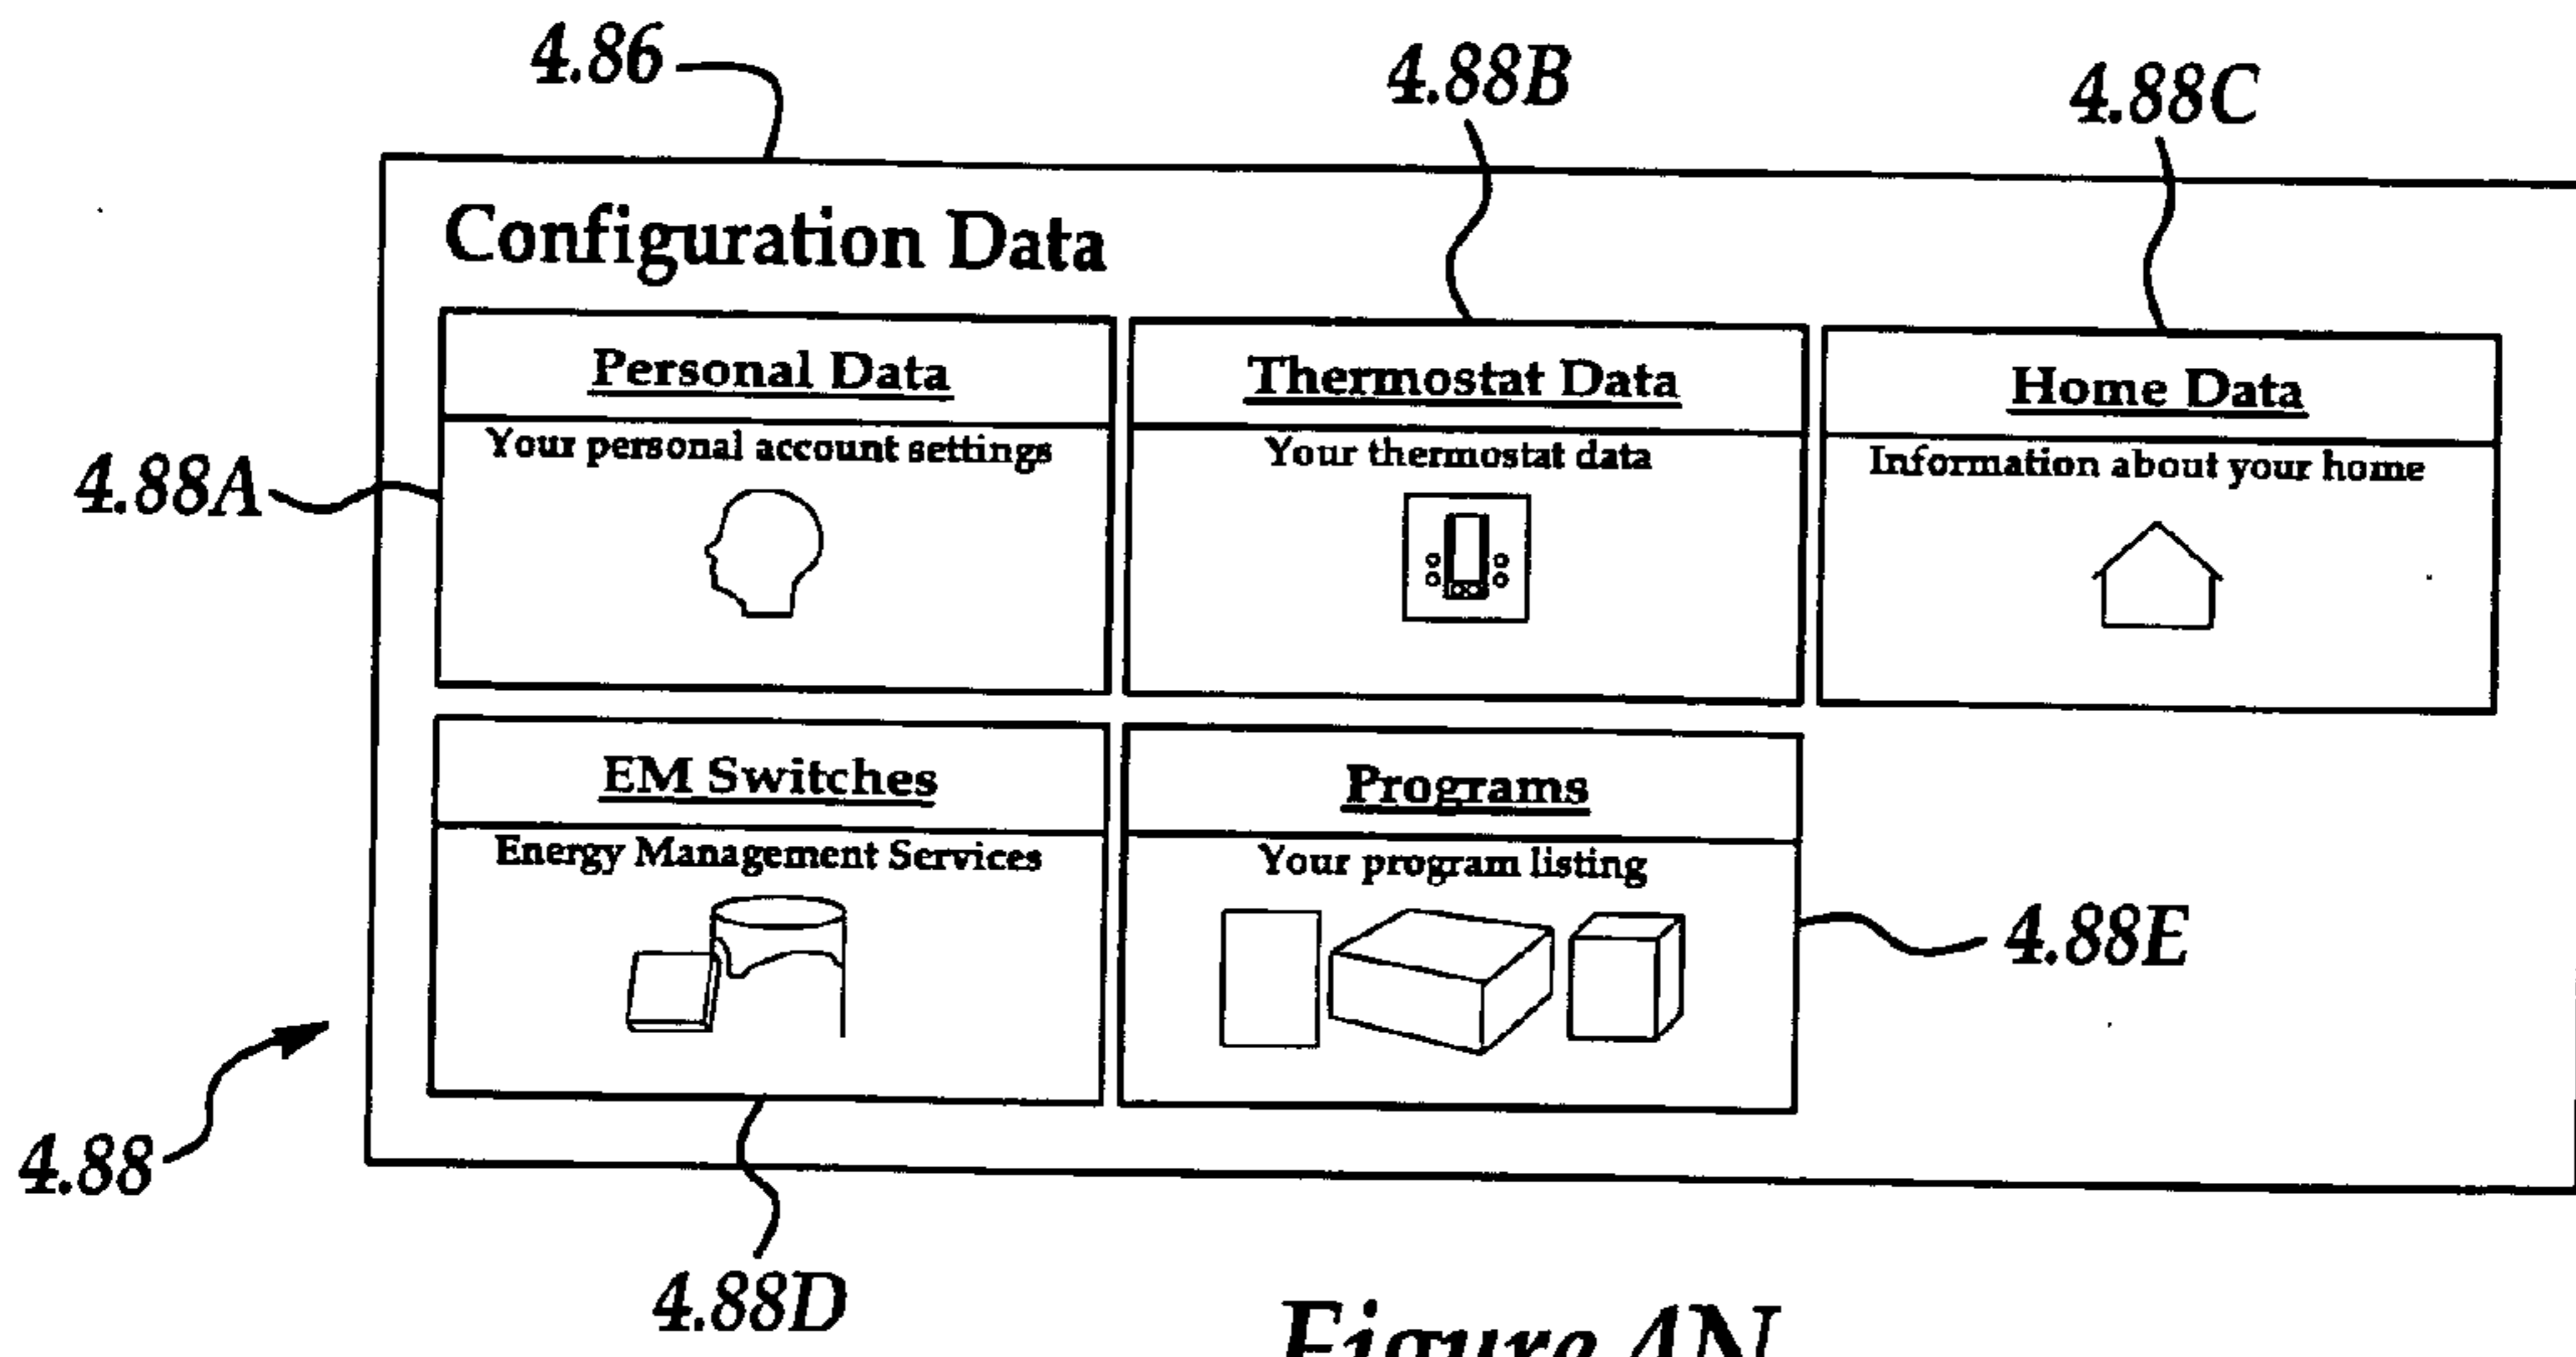 4.86
4.88B
4.88C
Configuration Data
Personal Data
Thermostat Data
Home Data
4.88A
Your personal account settings
Your thermostat data
Information about your home
EM Switches
Programs
Energy Management Services
Your program listing
4.88E
4.88
4.88D
Figure 4N